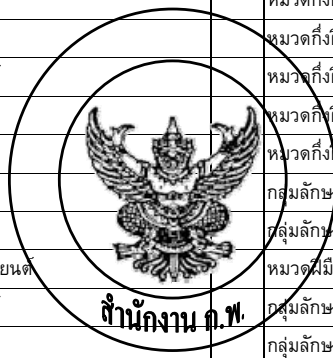 หมวดกึ่ง
หมวดกึ่ง
หมวดกึ่ง
หมวดกึ่ง
กลุ่มลักษ
กลุ่มลักษ
ยนต์
หมวดฝีมื
สำนักงาน ก.พ.
กลุ่มลักษ
กลุ่มลักษ